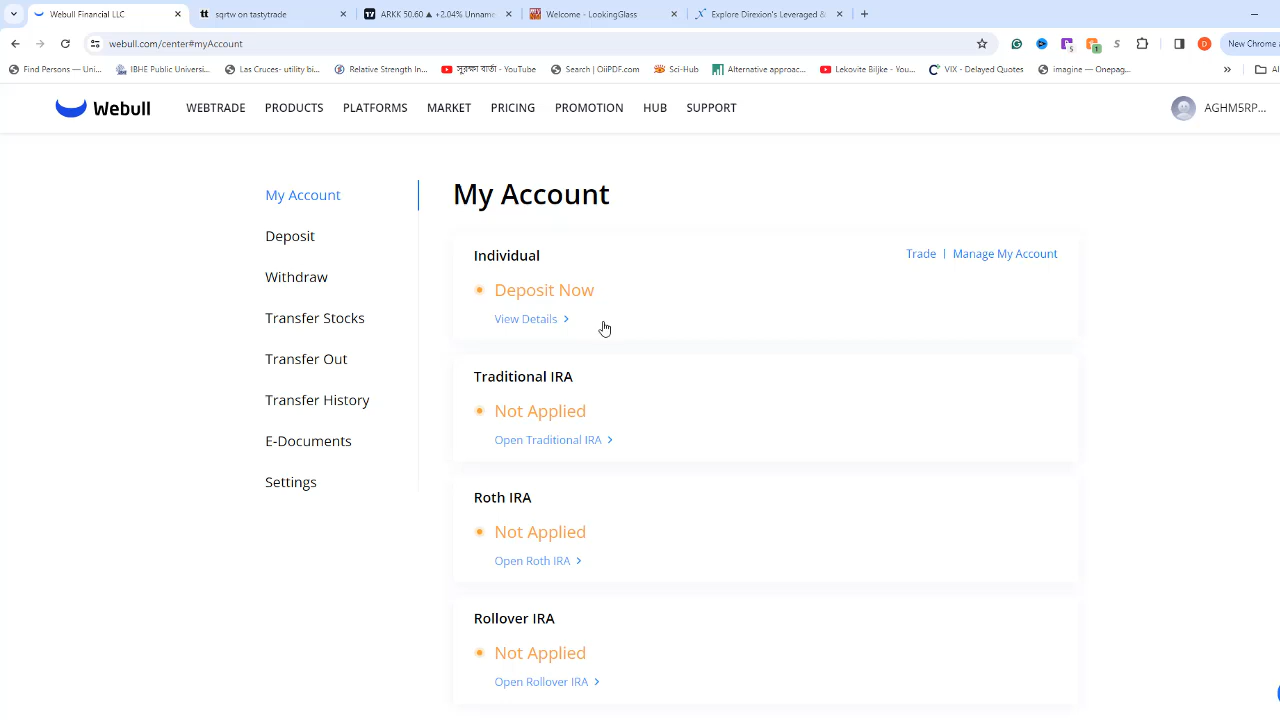 Webull Financial LLC
sqrtw on tastytrade
ARKK 50.60 ▲ +1.04% Unnam
Welcome - LookingGlass
webull.com/center#myAccount
New Chrome a
Find Persons — Uni...
IBHE Public Universi...
Las Cruces- utility bi...
Native Strength In...
YouTube
Search | OiiPDF.com
Sci-Hub
Alternative approac...
Lekovite Biljke - You...
VIX - Delayed Quotes
imagine — Onepag...
Webull
WEBTRADE
PRODUCTS
PLATFORMS
MARKET
PRICING
PROMOTION
HUB
SUPPORT
AGHM5RP...
My Account
Deposit
Withdraw
Transfer Stocks
Transfer Out
Transfer History
E-Documents
Settings
My Account
Individual
Trade | Manage My Account
Deposit Now
View Details
Traditional IRA
Not Applied
Open Traditional IRA
Roth IRA
Not Applied
Open Roth IRA
Rollover IRA
Not Applied
Open Rollover IRA